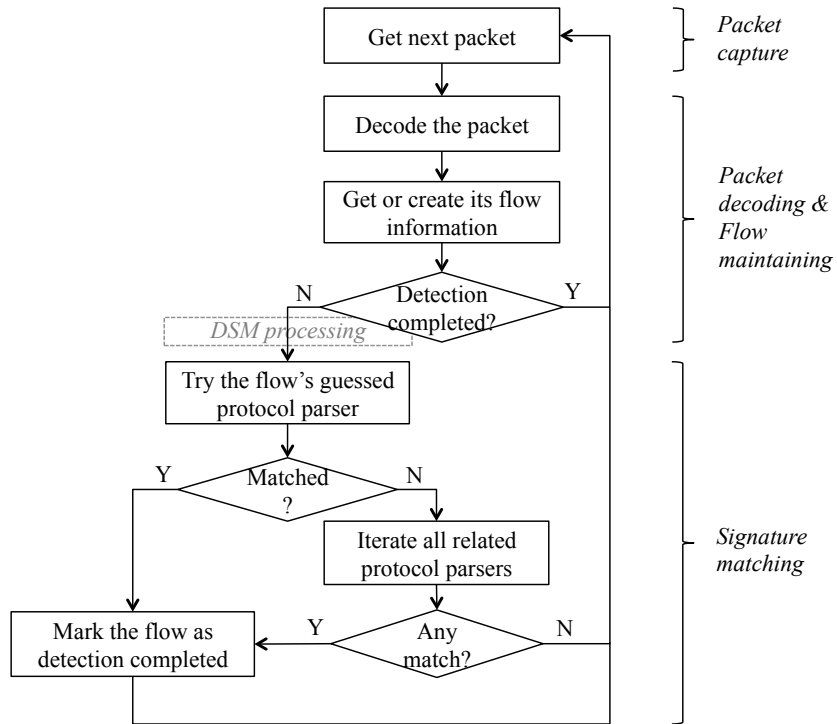 Get next packet
Packet
capture
Decode the packet
Get or create its flow
information
Packet
decoding &
Flow
maintaining
N
Detection
completed?
Y
DSM processing
Try the flow’s guessed
protocol parser
Y
Matched
?
N
Iterate all related
protocol parsers
Signature
matching
Mark the flow as
detection completed
Y
Any
match?
N